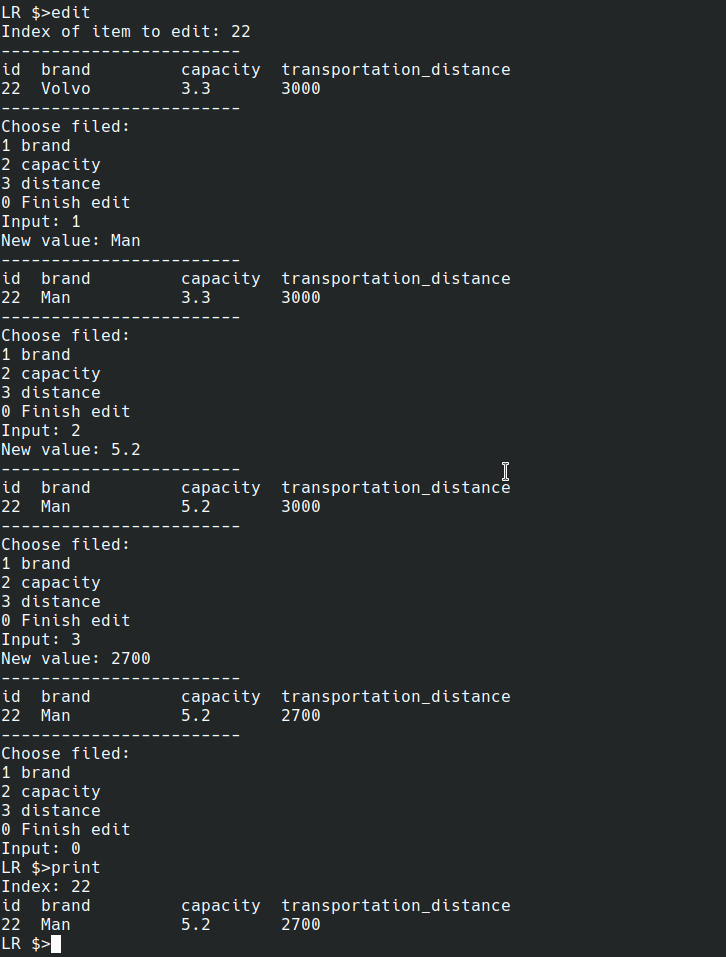 LR $>edit
Index of item to edit: 22
------------------------
id  brand         capacity  transportation_distance
22  Volvo         3.3       3000
------------------------
Choose filed:
1 brand
2 capacity
3 distance
0 Finish edit
Input: 1
New value: Man
------------------------
id  brand         capacity  transportation_distance
22  Man           3.3       3000
------------------------
Choose filed:
1 brand
2 capacity
3 distance
0 Finish edit
Input: 2
New value: 5.2
------------------------
id  brand         capacity  transportation_distance
22  Man           5.2       3000
------------------------
Choose filed:
1 brand
2 capacity
3 distance
0 Finish edit
Input: 3
New value: 2700
------------------------
id  brand         capacity  transportation_distance
22  Man           5.2       2700
------------------------
Choose filed:
1 brand
2 capacity
3 distance
0 Finish edit
Input: 0
LR $>print
Index: 22
id  brand         capacity  transportation_distance
22  Man           5.2       2700
LR $>